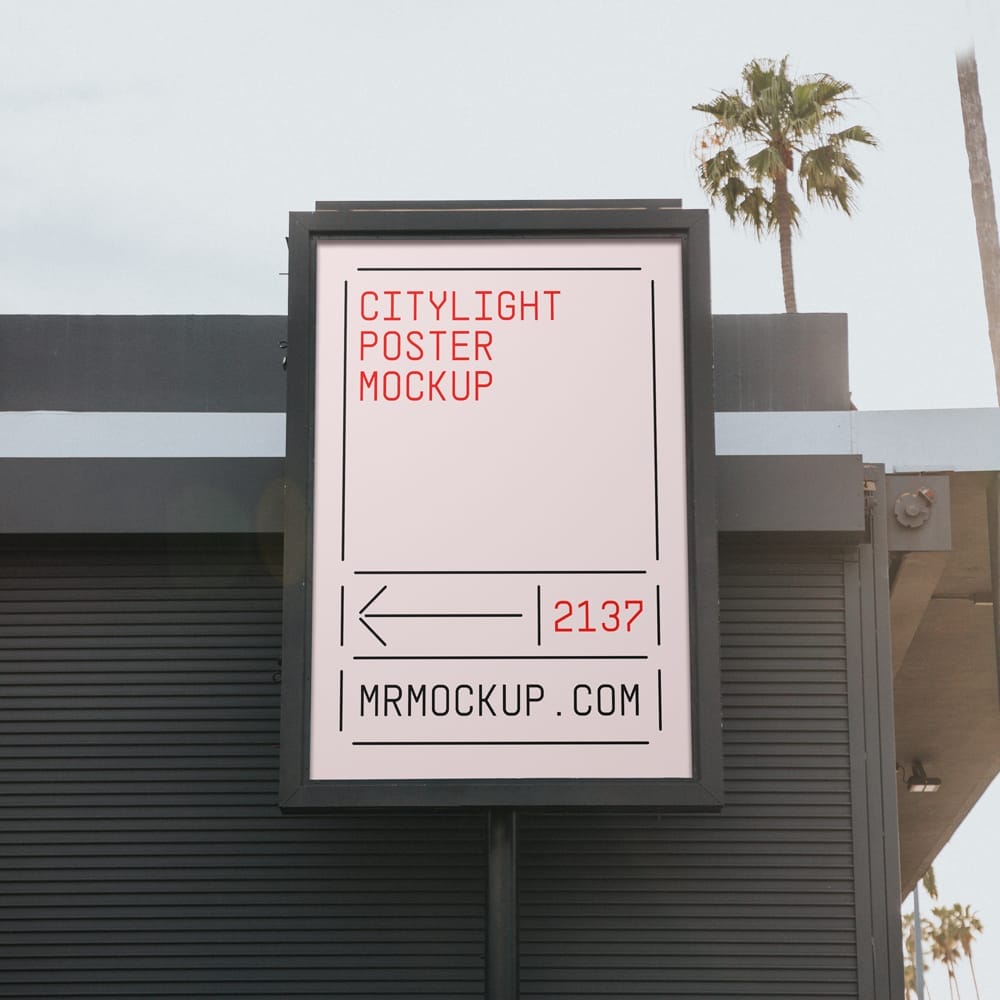 CITYLIGHT
POSTER
MOCKUP
2137
MRMOCKUP.COM